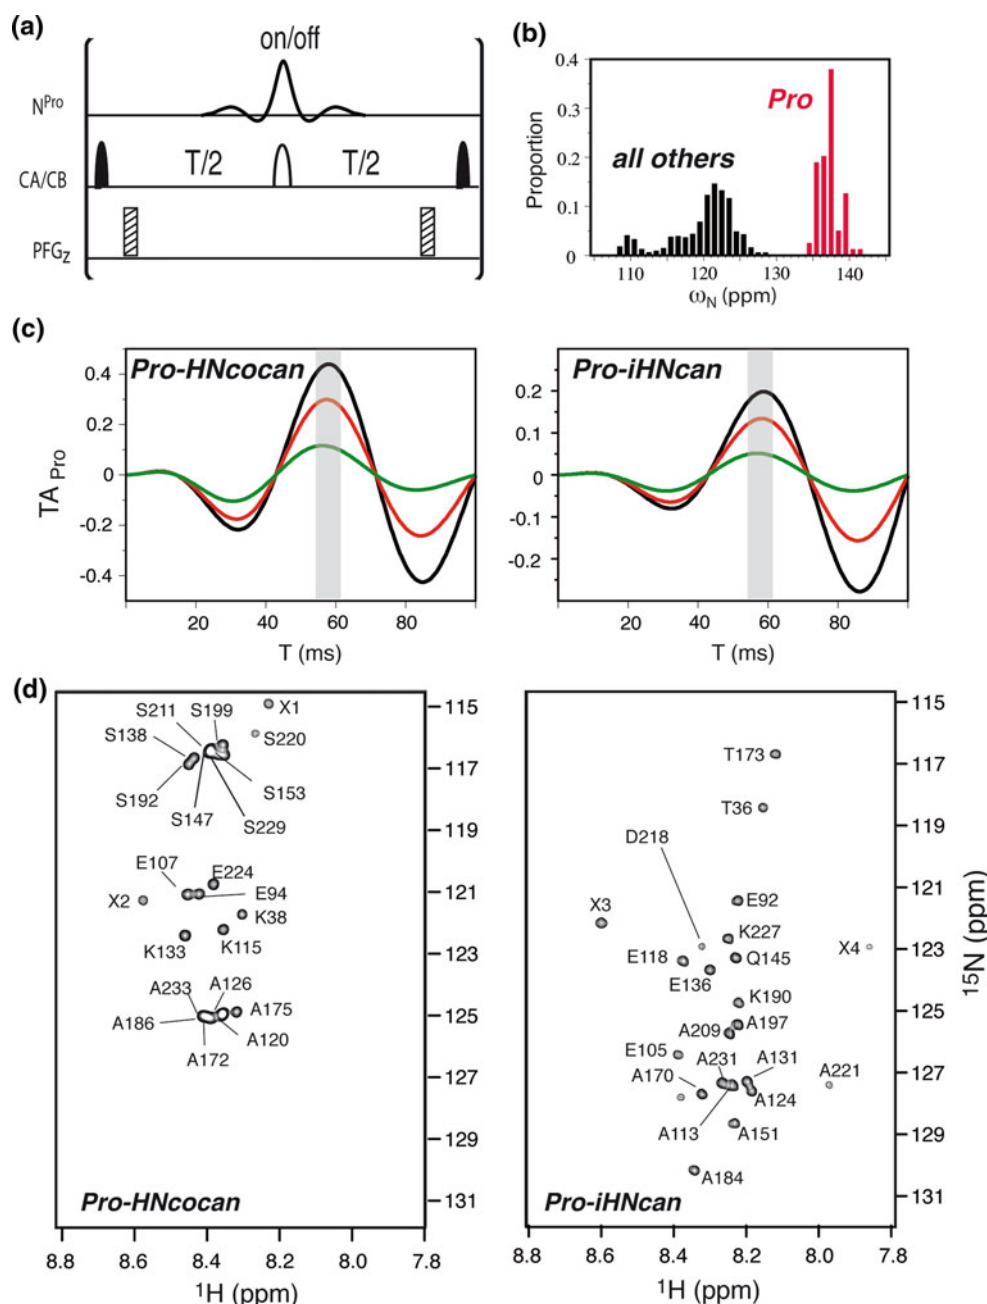 (a)
on/off
N^Pro
T/2
T/2
CA/CB
PFG_Z
(b)
0.4
0.3
0.2
0.1
0
Proportion
Pro
all others
110
120
130
140
ω_N (ppm)
(c)
Pro-HNcocan
0.4
0.2
0
-0.2
-0.4
TA_Pro
20
40
60
80
T (ms)
Pro-iHNcan
0.2
0.1
0
-0.1
-0.2
20
40
60
80
T (ms)
(d)
X1
S211
S199
S138
S220
S192
S153
S147
S229
E107
E224
X2
E94
K38
K133
K115
A233
A126
A186
A175
A172
A120
Pro-HNcocan
115
117
119
121
123
125
127
129
131
8.8
8.6
8.4
8.2
8.0
7.8
¹H (ppm)
T173
T36
D218
E92
X3
K227
X4
E118
Q145
E136
K190
A197
A209
E105
A231
A131
A221
A170
A124
A113
A151
A184
Pro-iHNcan
115
117
119
121
123
125
127
129
131
¹⁵N (ppm)
8.8
8.6
8.4
8.2
8.0
7.8
¹H (ppm)